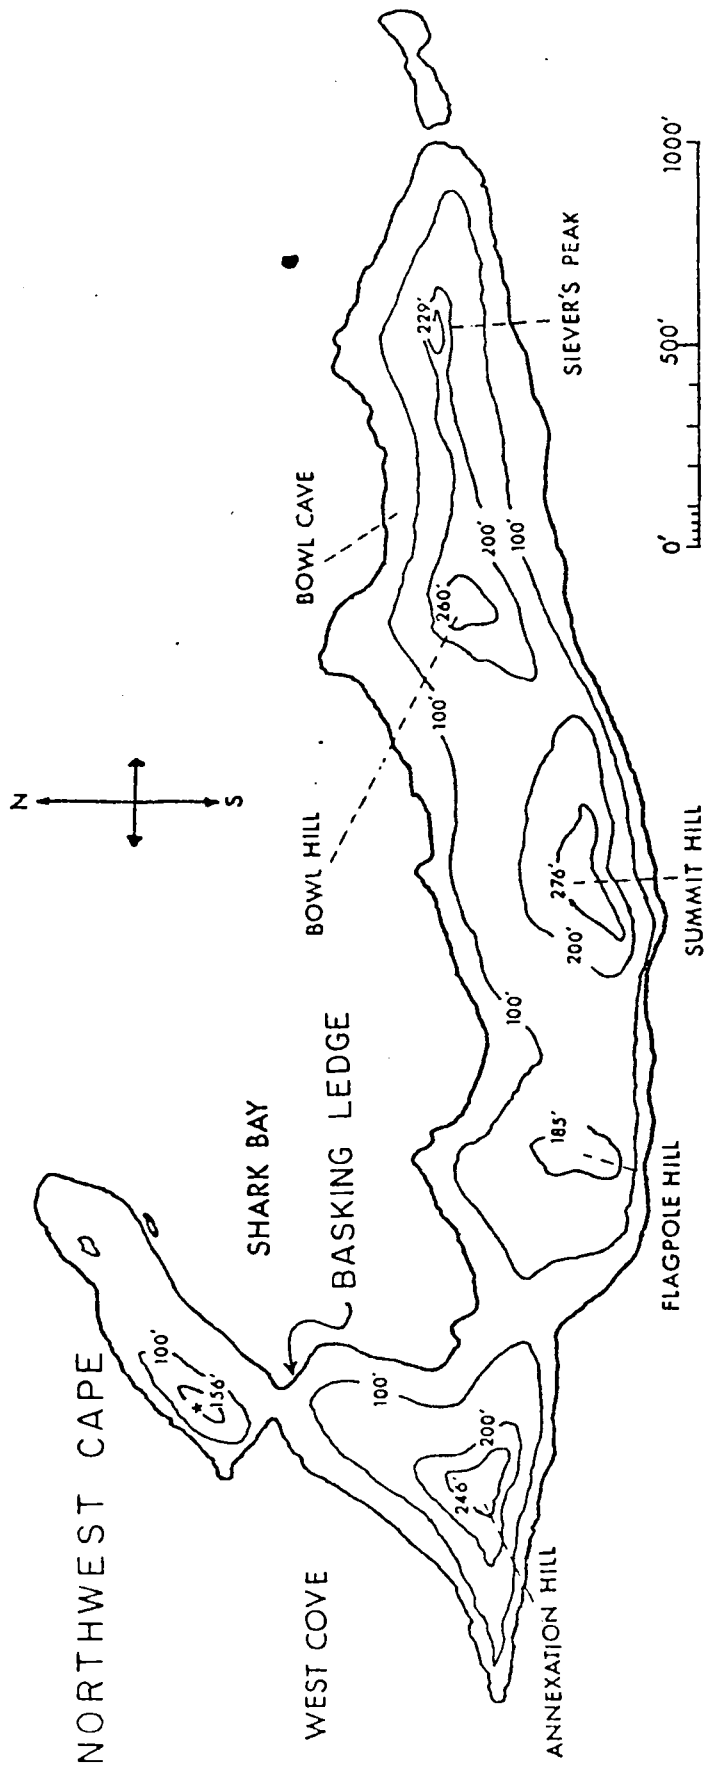 NORTHWEST CAPE
N
S
100'
156'
SHARK BAY
BASKING LEDGE
WEST COVE
BOWL HILL
BOWL CAVE
100'
200'
246'
ANNEXATION HILL
100'
185'
FLAGPOLE HILL
276'
200'
SUMMIT HILL
100'
260'
200'
100'
229'
SIEVER'S PEAK
0'
500'
1000'